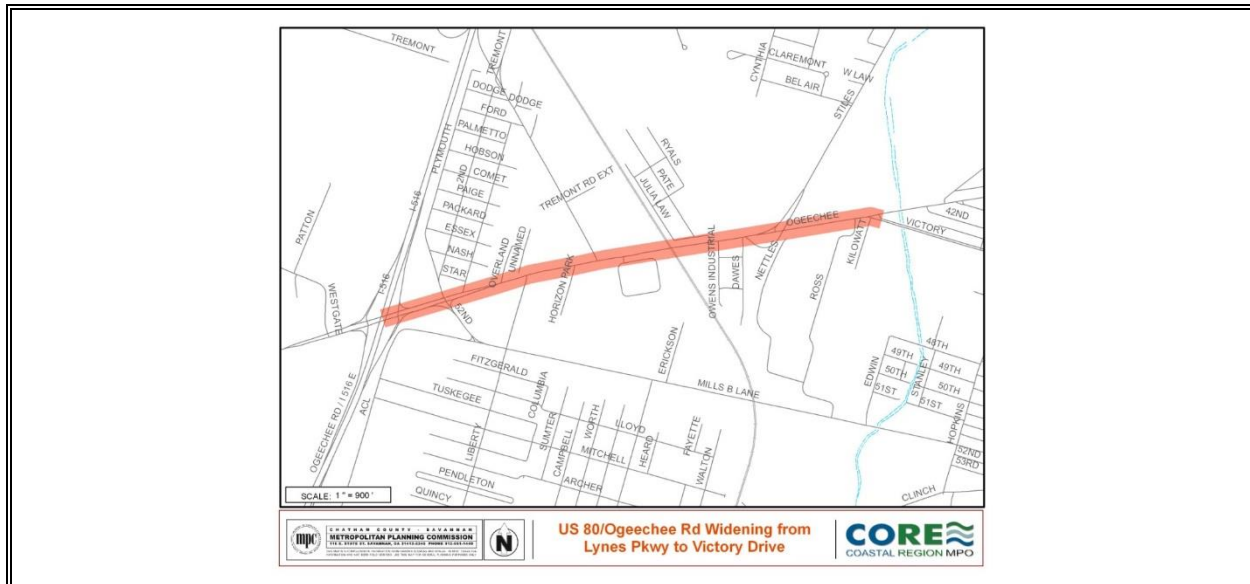 TREMONT
TREMONT
CYNTHIA
CLAREMONT
BEL AIR
W LAW
STILES
DODGE
DODGE
FORD
PALMETTO
HOBSON
COMET
PAIGE
PACKARD
ESSEX
NASH
STAR
PLYMOUTH
2ND
I-516
I-516
PATTON
WESTGATE
TREMONT RD EXT
RYALS
PATE
JULIA LAW
OVERLAND
UNNAMED
HORIZON PARK
52ND
OGEECHEE
OWENS INDUSTRIAL
DAWES
NETTLES
ROSS
KILOWATT
VICTORY
42ND
OGEECHEE RD / I 516 E
ACL
FITZGERALD
TUSKEGEE
COLUMBIA
LIBERTY
SUMTER
CAMPBELL
WORTH
LLOYD
MITCHELL
HEARD
ERICKSON
MILLS B LANE
FAYETTE
WALTON
ARCHER
PENDLETON
QUINCY
EDWIN
STANLEY
48TH
49TH
49TH
50TH
50TH
51ST
51ST
HOPKINS
52ND
53RD
CLINCH
SCALE: 1 " = 900 '
mpc
CHATHAM COUNTY - SAVANNAH
METROPOLITAN PLANNING COMMISSION
N
US 80/Ogeechee Rd Widening from
Lynes Pkwy to Victory Drive
CORE
COASTAL REGION MPO